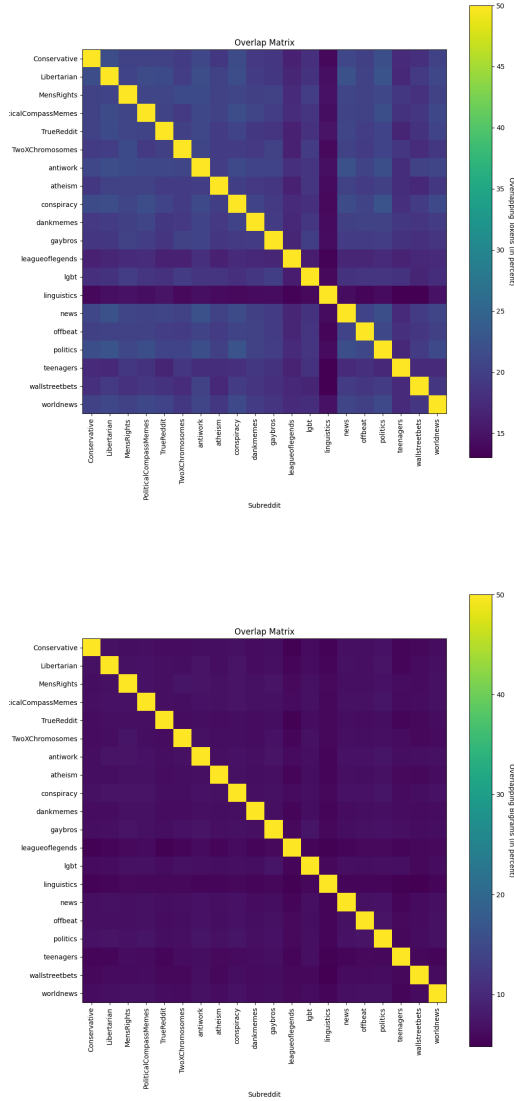 Overlap Matrix
Conservative
Libertarian
MensRights
icalCompassMemes
TrueReddit
TwoXChromosomes
antiwork
atheism
conspiracy
dankmemes
gaybros
leagueoflegends
lgbt
linguistics
news
offbeat
politics
teenagers
wallstreetbets
worldnews
Conservative
Libertarian
MensRights
PoliticalCompassMemes
TrueReddit
TwoXChromosomes
antiwork
atheism
conspiracy
dankmemes
gaybros
leagueoflegends
lgbt
linguistics
news
offbeat
politics
teenagers
wallstreetbets
worldnews
Subreddit
50
45
40
35
30
25
20
15
Overlapping Tokens (in percent)
Overlap Matrix
Conservative
Libertarian
MensRights
icalCompassMemes
TrueReddit
TwoXChromosomes
antiwork
atheism
conspiracy
dankmemes
gaybros
leagueoflegends
lgbt
linguistics
news
offbeat
politics
teenagers
wallstreetbets
worldnews
Conservative
Libertarian
MensRights
PoliticalCompassMemes
TrueReddit
TwoXChromosomes
antiwork
atheism
conspiracy
dankmemes
gaybros
leagueoflegends
lgbt
linguistics
news
offbeat
politics
teenagers
wallstreetbets
worldnews
Subreddit
50
40
30
20
10
Overlapping Bigrams (in percent)